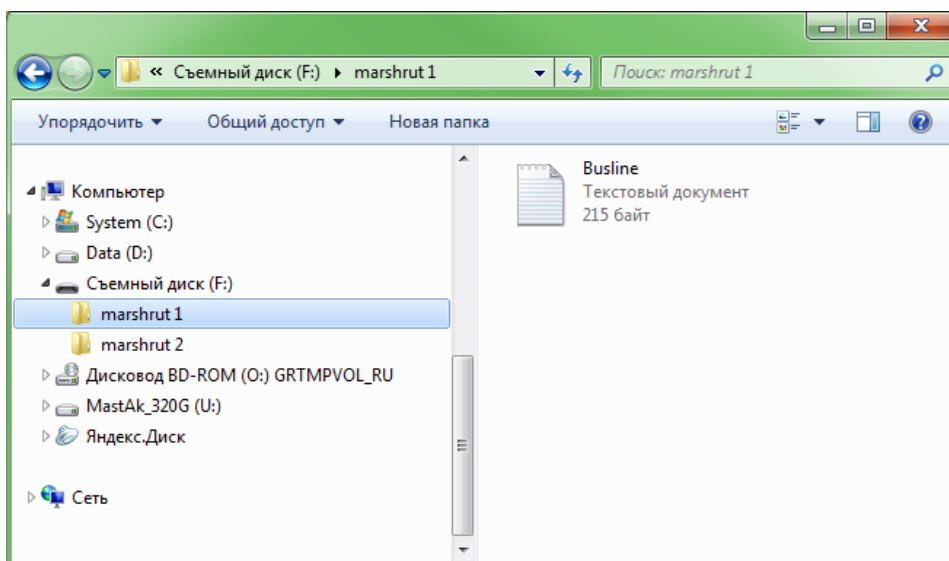 « Съемный диск (F:) marshrut 1
Поиск: marshrut 1
Упорядочить Общий доступ Новая папка
Компьютер
System (C:)
Data (D:)
Съемный диск (F:)
marshrut 1
marshrut 2
Дисковод BD-ROM (O:) GRTMPVOL_RU
MastAk_320G (U:)
Яндекс.Диск
Сеть
Busline
Текстовый документ
215 байт